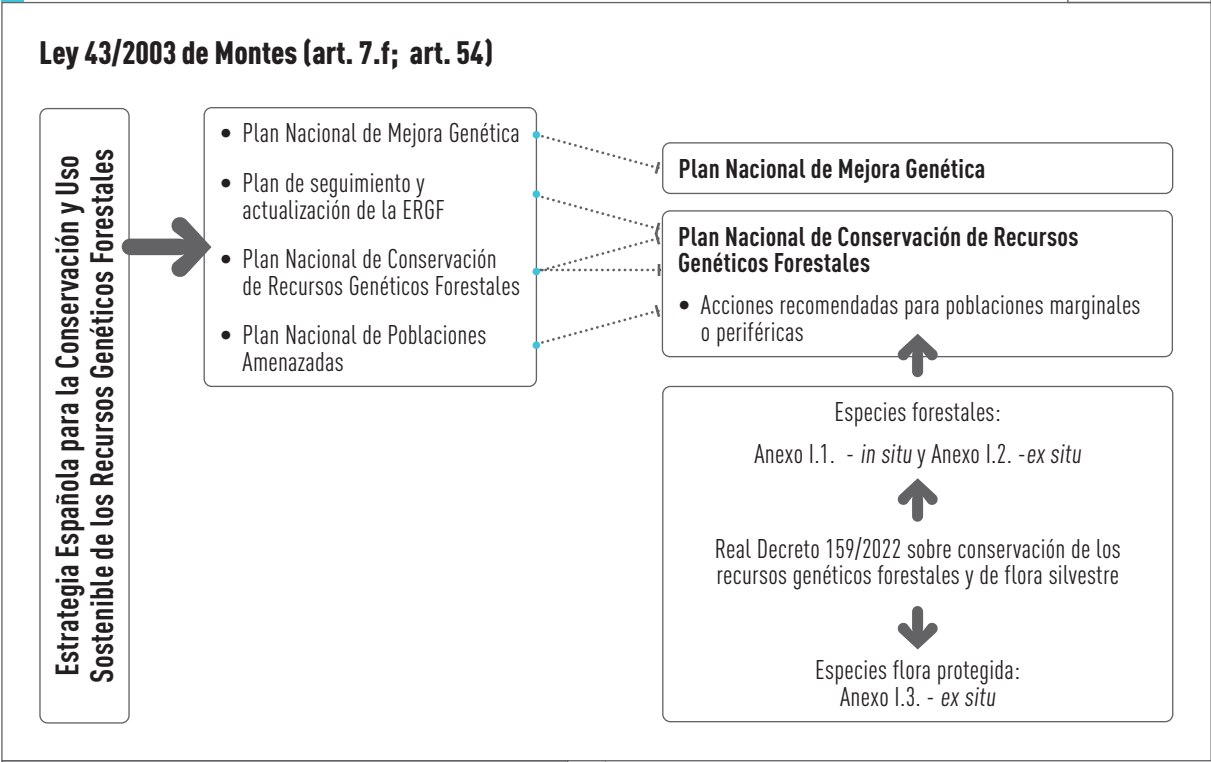 Ley 43/2003 de Montes (art. 7.f;  art. 54)
Estrategia Española para la Conservación y Uso
Sostenible de los Recursos Genéticos Forestales
• Plan Nacional de Mejora Genética
• Plan de seguimiento y
actualización de la ERGF
• Plan Nacional de Conservación
de Recursos Genéticos Forestales
• Plan Nacional de Poblaciones
Amenazadas
Plan Nacional de Mejora Genética
Plan Nacional de Conservación de Recursos
Genéticos Forestales
• Acciones recomendadas para poblaciones marginales
o periféricas
Especies forestales:
Anexo I.1.  - in situ y Anexo I.2. -ex situ
Real Decreto 159/2022 sobre conservación de los
recursos genéticos forestales y de flora silvestre
Especies flora protegida:
Anexo I.3. - ex situ